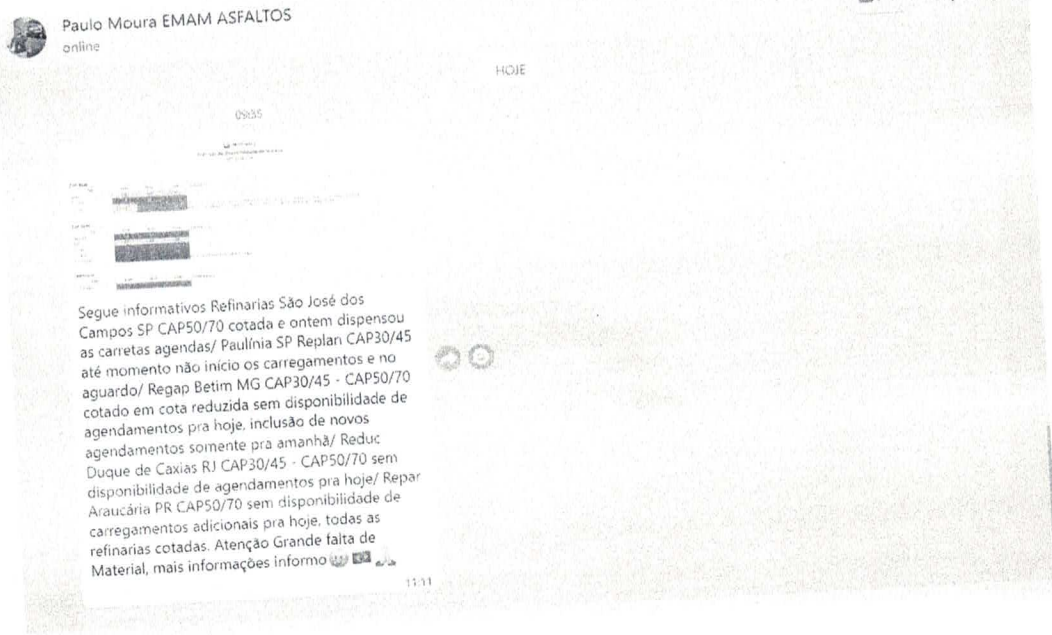 Paulo Moura EMAM ASFALTOS
online
HOJE
09:35
Segue informativos Refinarias São José dos
Campos SP CAP50/70 cotada e ontem dispensou
as carretas agendas/ Paulínia SP Replan CAP30/45
até momento não início os carregamentos e no
aguardo/ Regap Betim MG CAP30/45 - CAP50/70
cotado em cota reduzida sem disponibilidade de
agendamentos pra hoje, inclusão de novos
agendamentos somente pra amanhã/ Reduc
Duque de Caxias RJ CAP30/45 - CAP50/70 sem
disponibilidade de agendamentos pra hoje/ Repar
Araucária PR CAP50/70 sem disponibilidade de
carregamentos adicionais pra hoje, todas as
refinarias cotadas. Atenção Grande falta de
Material, mais informações informo
11:11